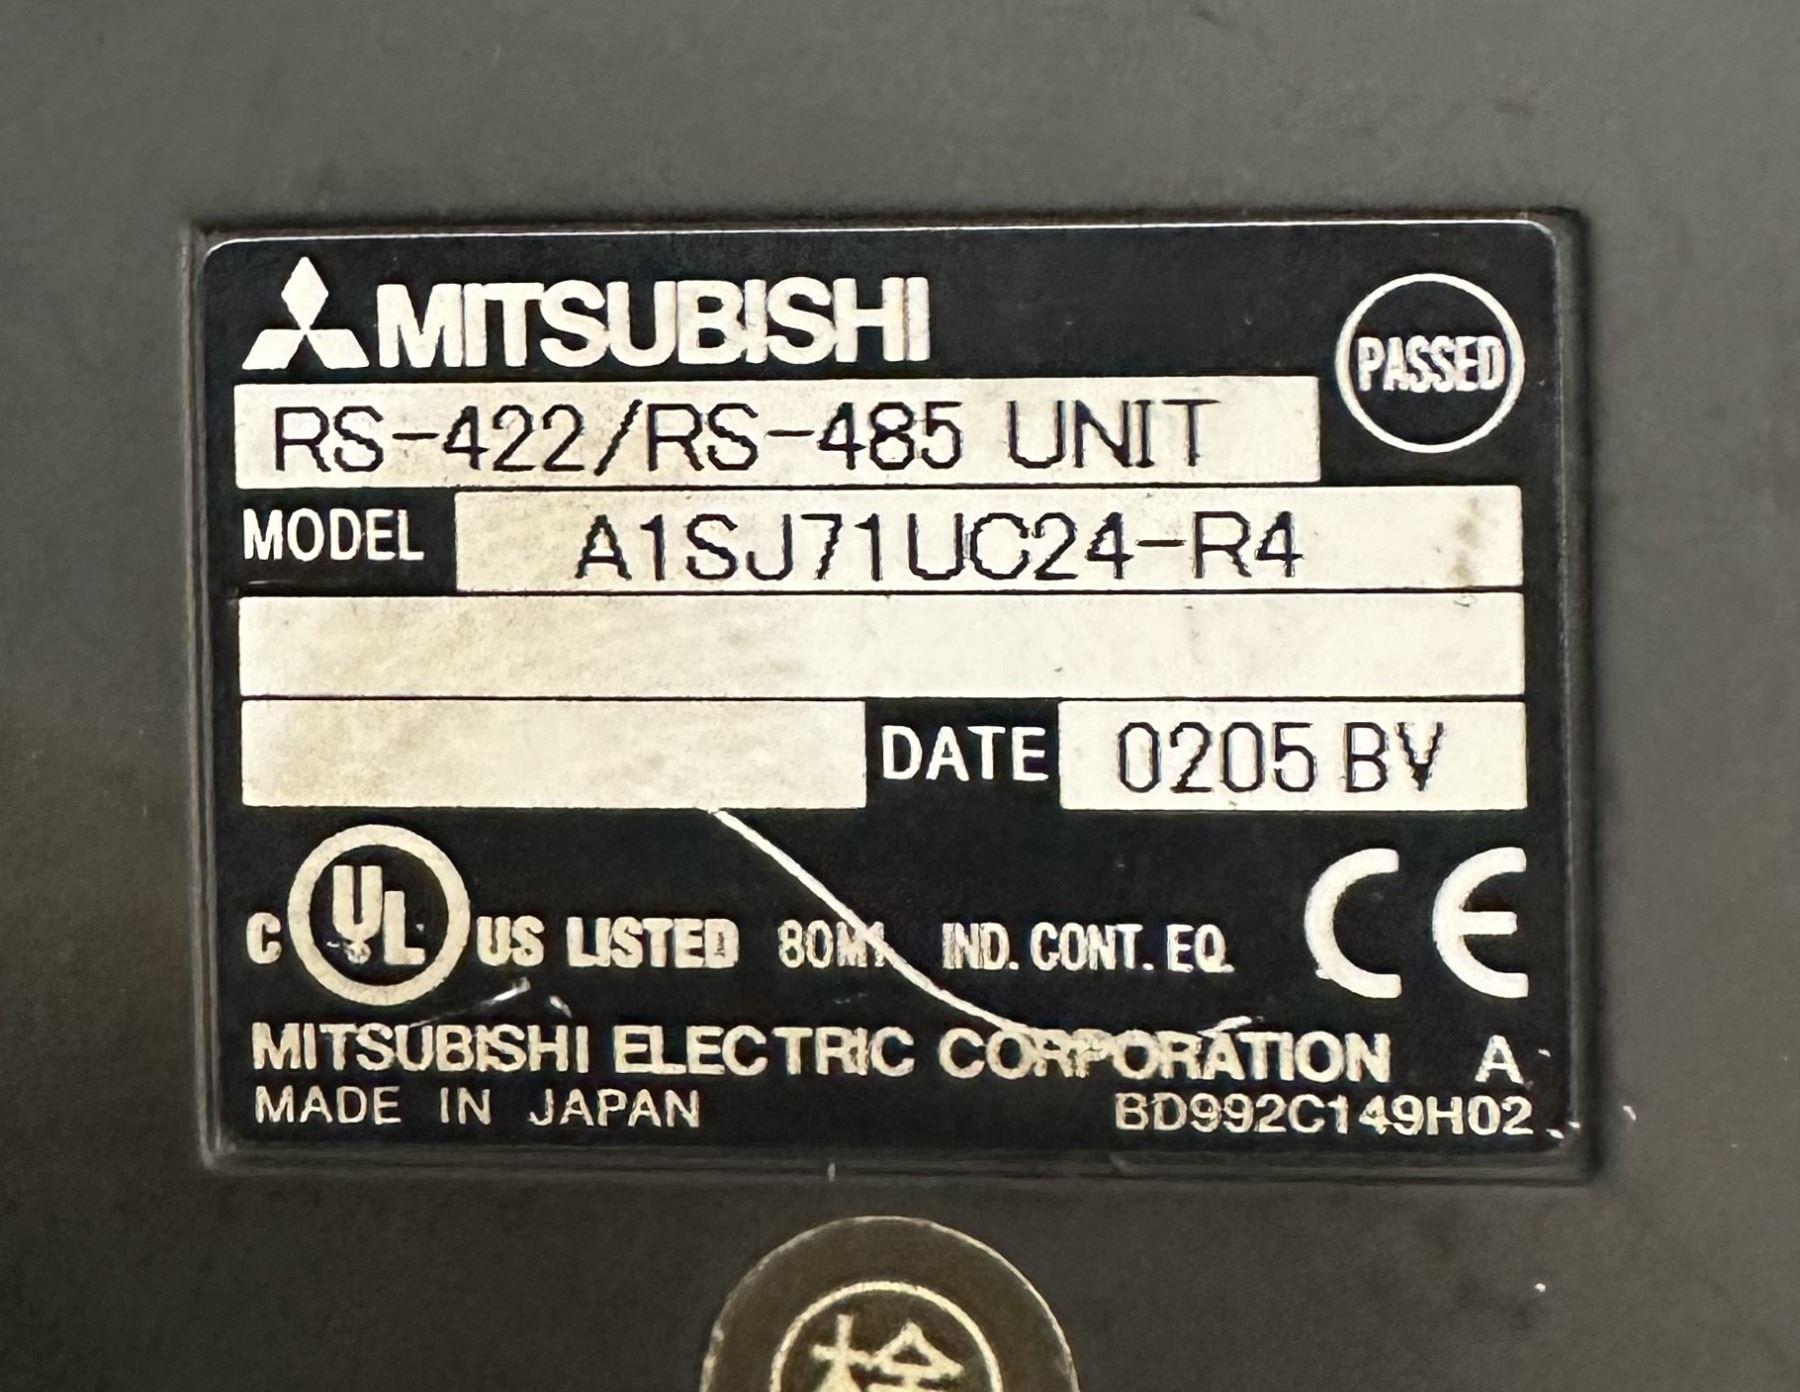 MITSUBISHI
PASSED
RS-422/RS-485 UNIT
MODEL A1SJ71UC24-R4
DATE 0205 BV
C UL US LISTED 80M1 IND. CONT. EQ.
CE
MITSUBISHI ELECTRIC CORPORATION A
MADE IN JAPAN BD992C149H02